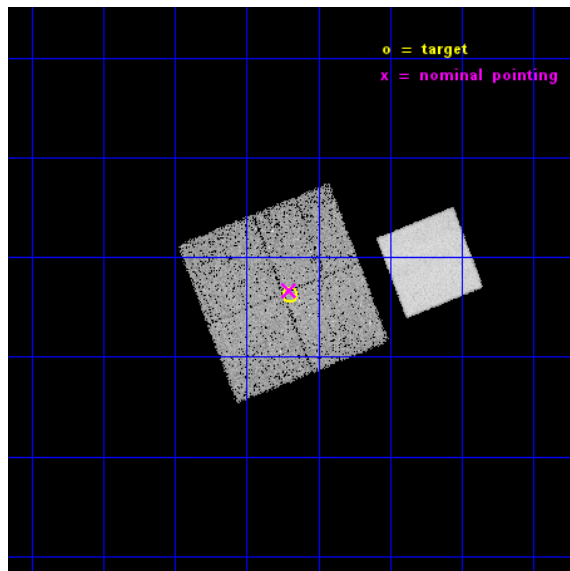 o = target
x = nominal pointing